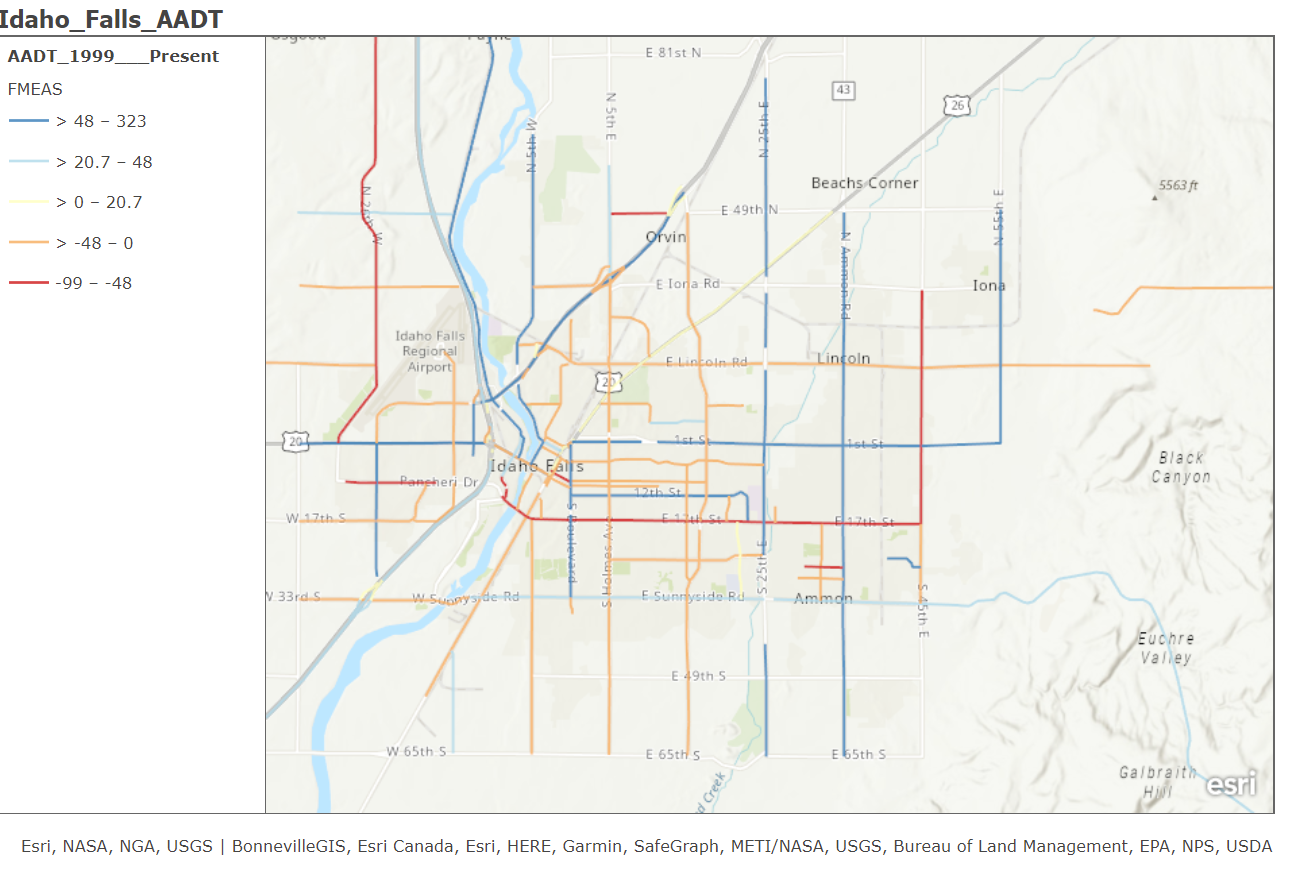 Idaho_Falls_AADT
AADT_1999___Present
FMEAS
> 48 – 323
> 20.7 – 48
> 0 – 20.7
> -48 – 0
-99 – -48
Osgood
Payne
E 81st N
43
26
N 5th E
N 5th W
N 25th E
Beachs Corner
5563 ft
N 26th W
E 49th N
N 55th E
Orvin
N Ammon Rd
E Iona Rd
Iona
Idaho Falls
Regional
Airport
E Lincoln Rd
Lincoln
20
20
1st St
1st St
Idaho Falls
Black
Canyon
Pancheri Dr
12th St
W 17th S
E 17th St
E 17th St
S Boulevard
S Holmes Ave
S 25th E
S 45th E
W 33rd S
W Sunnyside Rd
E Sunnyside Rd
Ammon
Euchre
Valley
E 49th S
W 65th S
E 65th S
E 65th S
Galbraith
Hill
Creek
esri
Esri, NASA, NGA, USGS | BonnevilleGIS, Esri Canada, Esri, HERE, Garmin, SafeGraph, METI/NASA, USGS, Bureau of Land Management, EPA, NPS, USDA